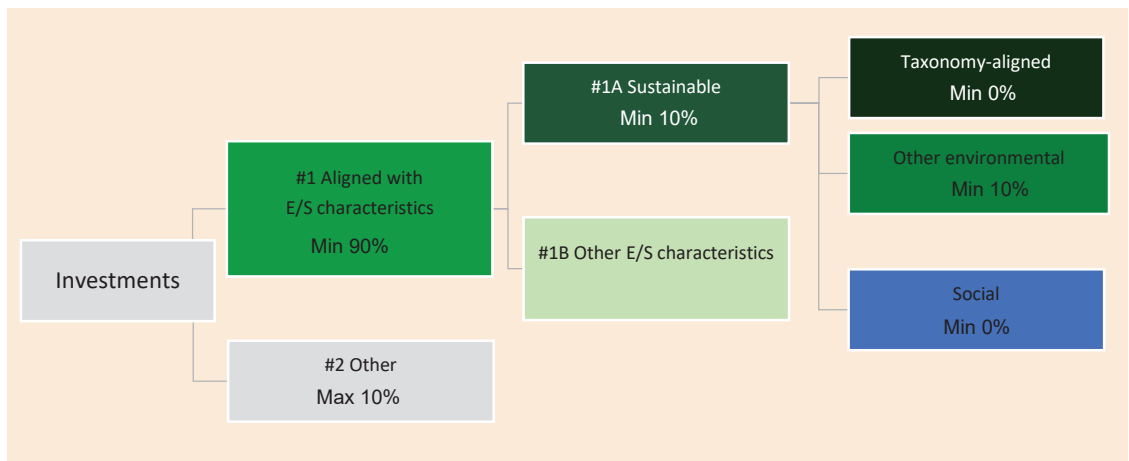 Investments
#1 Aligned with
E/S characteristics
Min 90%
#2 Other
Max 10%
#1A Sustainable
Min 10%
#1B Other E/S characteristics
Taxonomy-aligned
Min 0%
Other environmental
Min 10%
Social
Min 0%